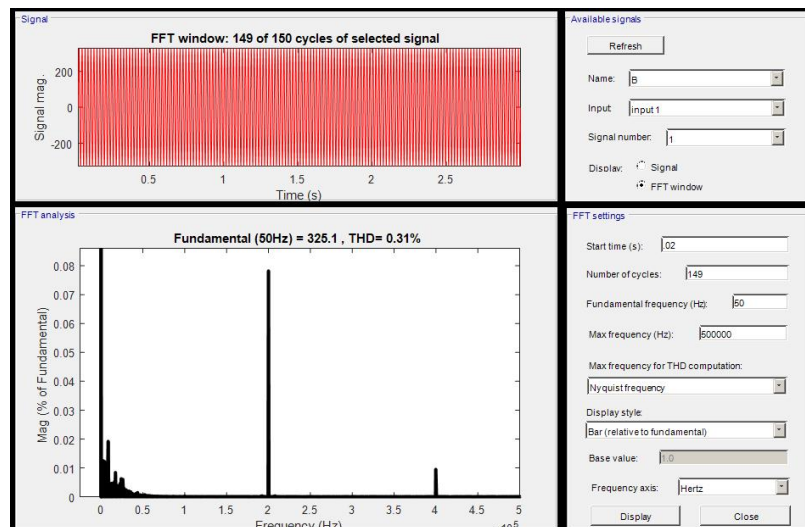 Signal
FFT window: 149 of 150 cycles of selected signal
200
0
-200
Signal mag.
0.5 1 1.5 2 2.5
Time (s)
Available signals
Refresh
Name: B
Input: input 1
Signal number: 1
Display: Signal
FFT window
FFT analysis
Fundamental (50Hz) = 325.1 , THD= 0.31%
0.08
0.07
0.06
0.05
0.04
0.03
0.02
0.01
0
Mag (% of Fundamental)
0 0.5 1 1.5 2 2.5 3 3.5 4 4.5 5
Frequency (Hz)
FFT settings
Start time (s): .02
Number of cycles: 149
Fundamental frequency (Hz): 50
Max frequency (Hz): 500000
Max frequency for THD computation:
Nyquist frequency
Display style:
Bar (relative to fundamental)
Base value: 1.0
Frequency axis: Hertz
Display Close